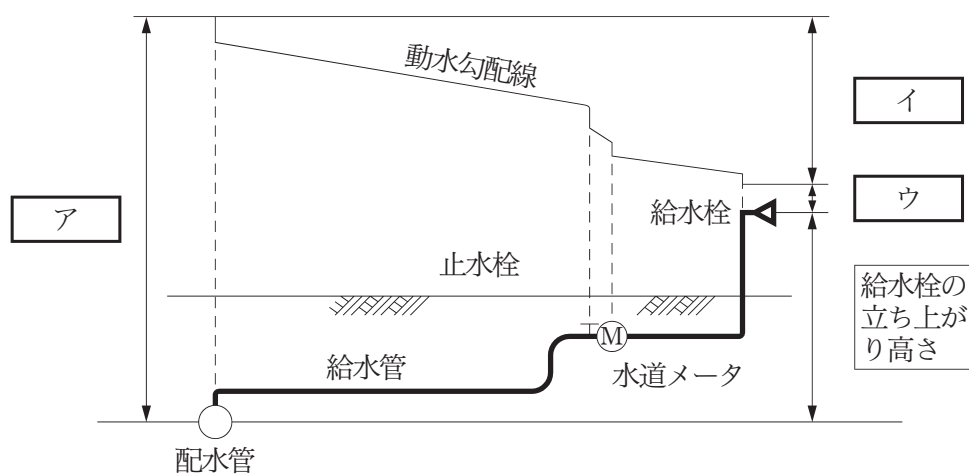 動水勾配線
イ
ア
ウ
給水栓
止水栓
給水栓の
立ち上が
り高さ
M
給水管
水道メータ
配水管